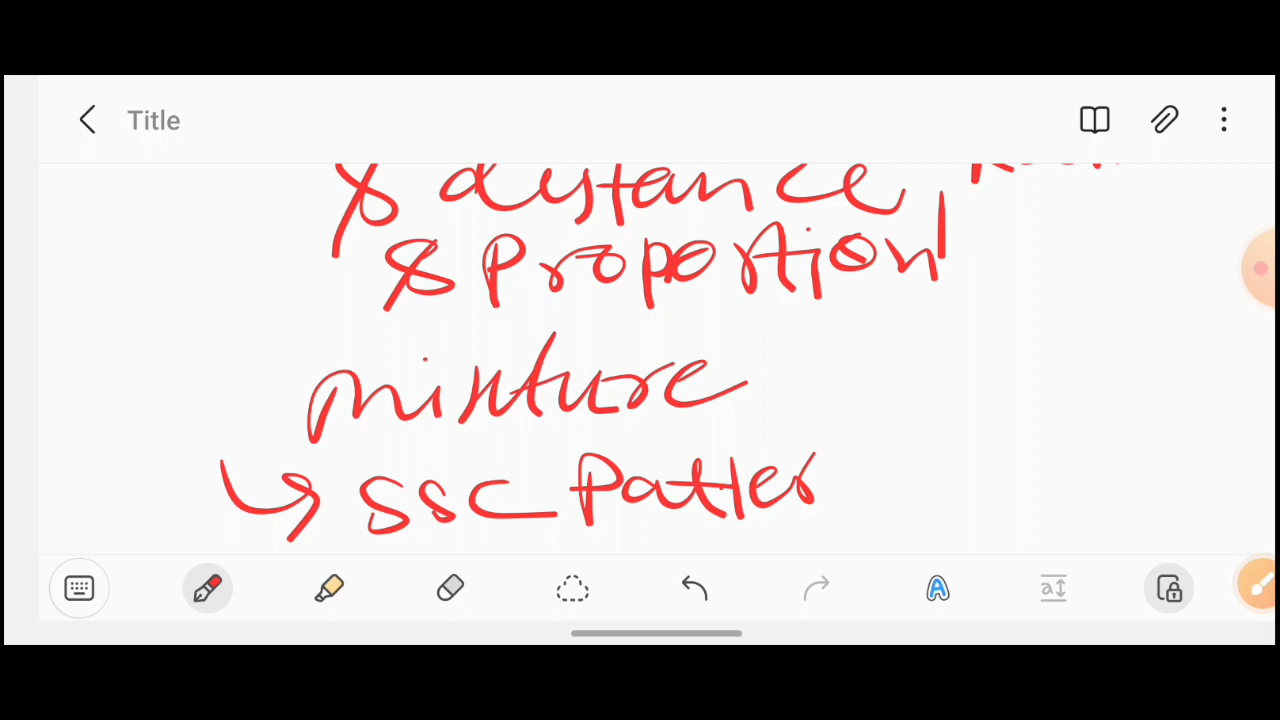 Title
& distance,
& Proportion
mixture
↪ ssc Patter